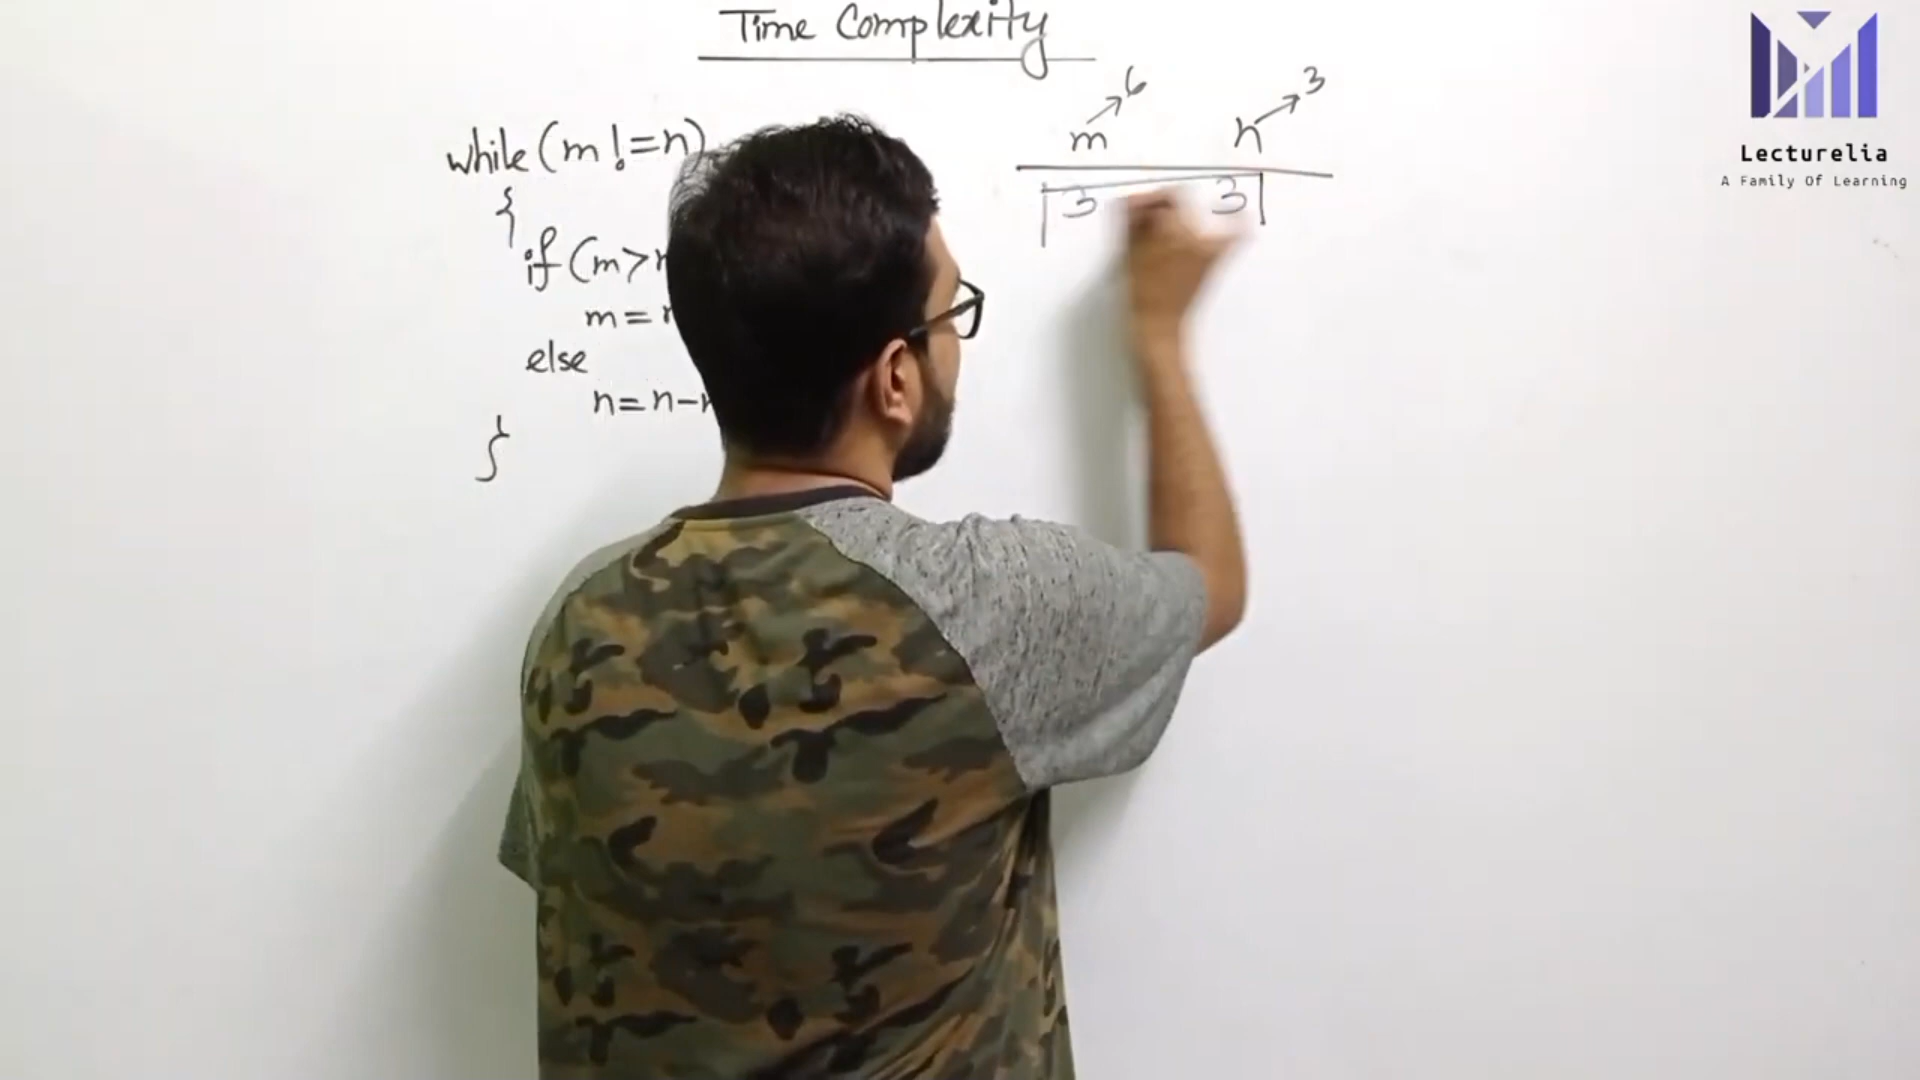 Time Complexity
while (m != n)
{
if (m>
m =
else
n = n-
}
6 3
m n
3 3
Lecturelia
A Family Of Learning